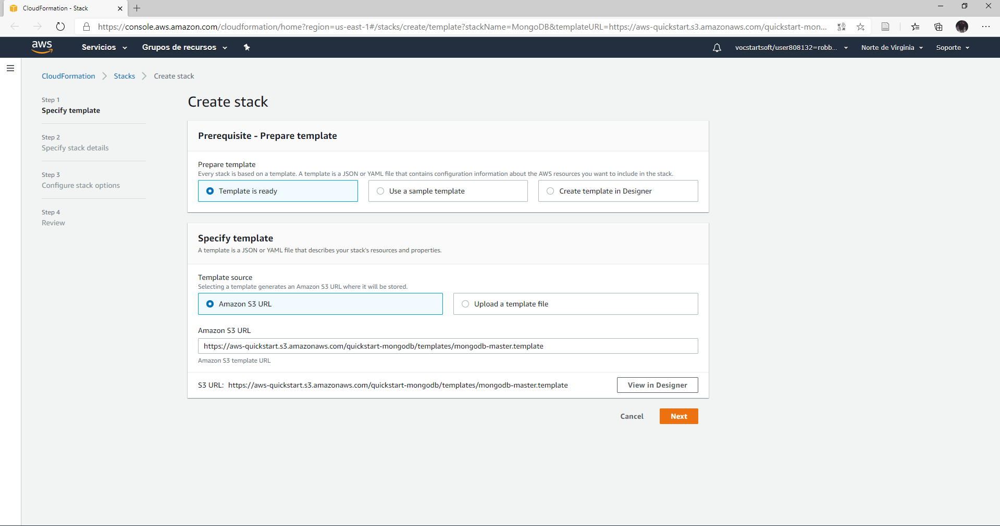 CloudFormation - Stack
https://console.aws.amazon.com/cloudformation/home?region=us-east-1#/stacks/create/template?stackName=MongoDB&templateURL=https://aws-quickstart.s3.amazonaws.com/quickstart-mon...
aws Servicios Grupos de recursos vocstartsoft/user808132=robb... Norte de Virginia Soporte
CloudFormation Stacks Create stack
Step 1
Specify template
Step 2
Specify stack details
Step 3
Configure stack options
Step 4
Review
Create stack
Prerequisite - Prepare template
Prepare template
Every stack is based on a template. A template is a JSON or YAML file that contains configuration information about the AWS resources you want to include in the stack.
Template is ready Use a sample template Create template in Designer
Specify template
A template is a JSON or YAML file that describes your stack's resources and properties.
Template source
Selecting a template generates an Amazon S3 URL where it will be stored.
Amazon S3 URL Upload a template file
Amazon S3 URL
https://aws-quickstart.s3.amazonaws.com/quickstart-mongodb/templates/mongodb-master.template
Amazon S3 template URL
S3 URL: https://aws-quickstart.s3.amazonaws.com/quickstart-mongodb/templates/mongodb-master.template View in Designer
Cancel Next